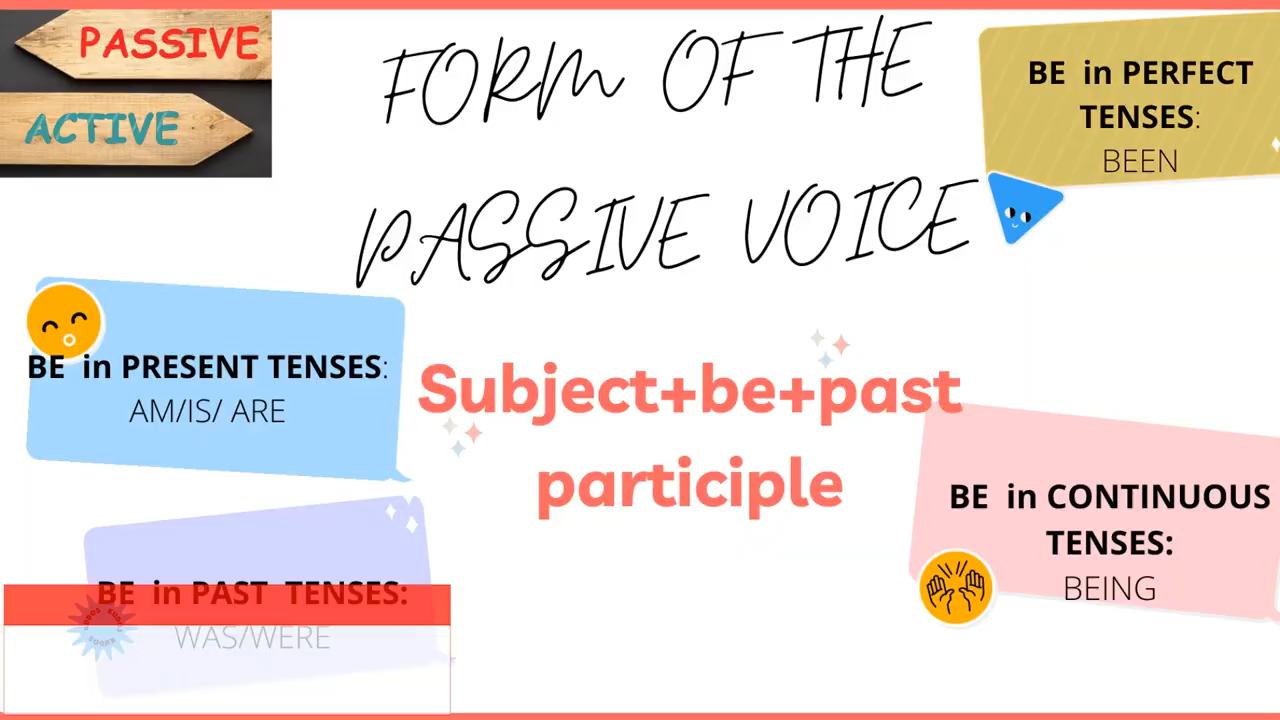 PASSIVE
ACTIVE
FORM OF THE
PASSIVE VOICE
BE in PERFECT
TENSES:
BEEN
BE in PRESENT TENSES:
AM/IS/ ARE
Subject+be+past
participle
BE in CONTINUOUS
TENSES:
BEING
BE in PAST TENSES:
WAS/WERE